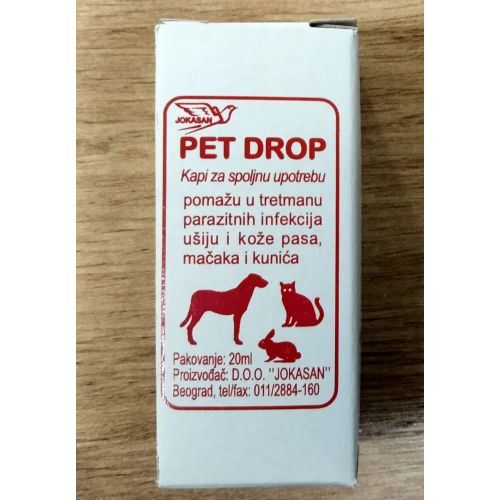 JOKASAN
PET DROP
Kapi za spoljnu upotrebu
pomažu u tretmanu
parazitnih infekcija
ušiju i kože pasa,
mačaka i kunića
Pakovanje: 20ml
Proizvođač: D.O.O. "JOKASAN"
Beograd, tel/fax: 011/2884-160